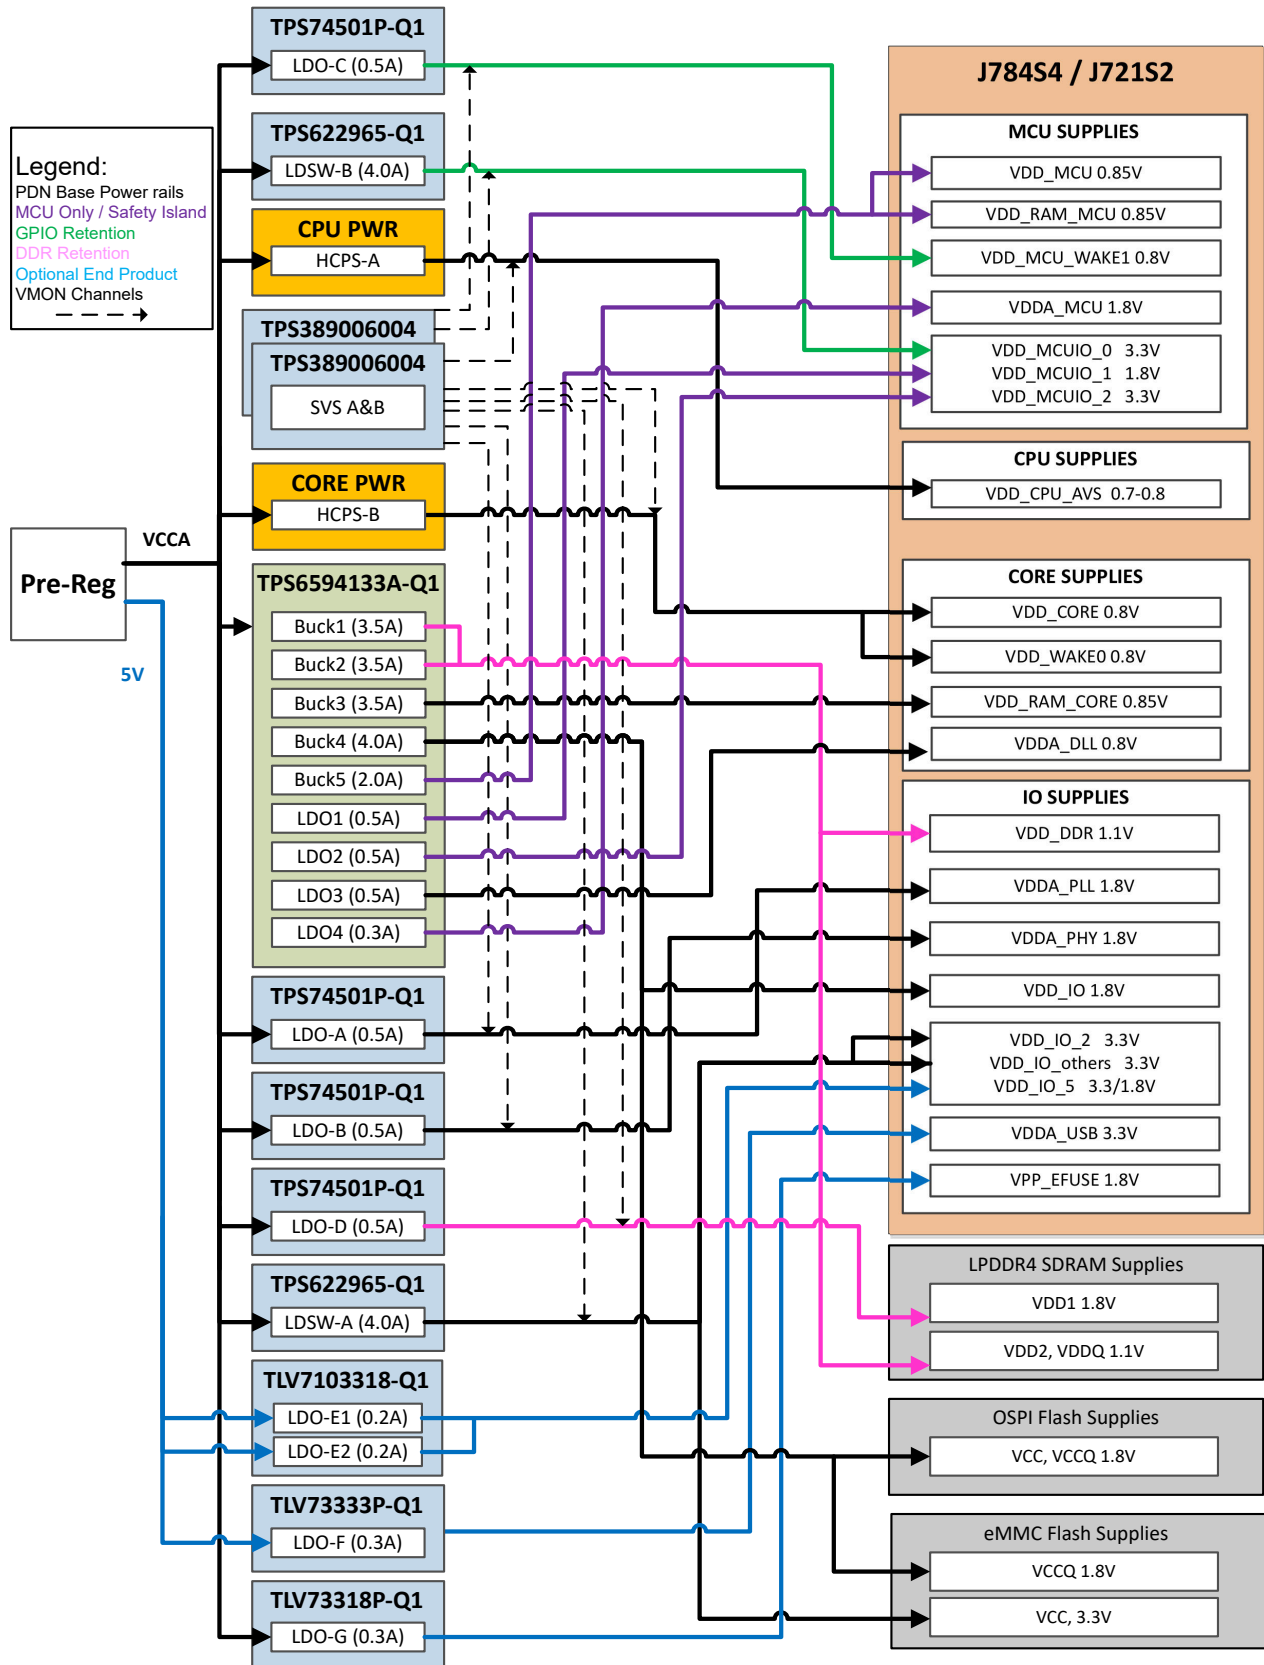 Legend:
PDN Base Power rails
MCU Only / Safety Island
GPIO Retention
DDR Retention
Optional End Product
VMON Channels
Pre-Reg
VCCA
5V
TPS74501P-Q1
LDO-C (0.5A)
TPS622965-Q1
LDSW-B (4.0A)
CPU PWR
HCPS-A
TPS389006004
TPS389006004
SVS A&B
CORE PWR
HCPS-B
TPS6594133A-Q1
Buck1 (3.5A)
Buck2 (3.5A)
Buck3 (3.5A)
Buck4 (4.0A)
Buck5 (2.0A)
LDO1 (0.5A)
LDO2 (0.5A)
LDO3 (0.5A)
LDO4 (0.3A)
TPS74501P-Q1
LDO-A (0.5A)
TPS74501P-Q1
LDO-B (0.5A)
TPS74501P-Q1
LDO-D (0.5A)
TPS622965-Q1
LDSW-A (4.0A)
TLV7103318-Q1
LDO-E1 (0.2A)
LDO-E2 (0.2A)
TLV73333P-Q1
LDO-F (0.3A)
TLV73318P-Q1
LDO-G (0.3A)
J784S4 / J721S2
MCU SUPPLIES
VDD_MCU 0.85V
VDD_RAM_MCU 0.85V
VDD_MCU_WAKE1 0.8V
VDDA_MCU 1.8V
VDD_MCUIO_0 3.3V
VDD_MCUIO_1 1.8V
VDD_MCUIO_2 3.3V
CPU SUPPLIES
VDD_CPU_AVS 0.7-0.8
CORE SUPPLIES
VDD_CORE 0.8V
VDD_WAKE0 0.8V
VDD_RAM_CORE 0.85V
VDDA_DLL 0.8V
IO SUPPLIES
VDD_DDR 1.1V
VDDA_PLL 1.8V
VDDA_PHY 1.8V
VDD_IO 1.8V
VDD_IO_2 3.3V
VDD_IO_others 3.3V
VDD_IO_5 3.3/1.8V
VDDA_USB 3.3V
VPP_EFUSE 1.8V
LPDDR4 SDRAM Supplies
VDD1 1.8V
VDD2, VDDQ 1.1V
OSPI Flash Supplies
VCC, VCCQ 1.8V
eMMC Flash Supplies
VCCQ 1.8V
VCC, 3.3V